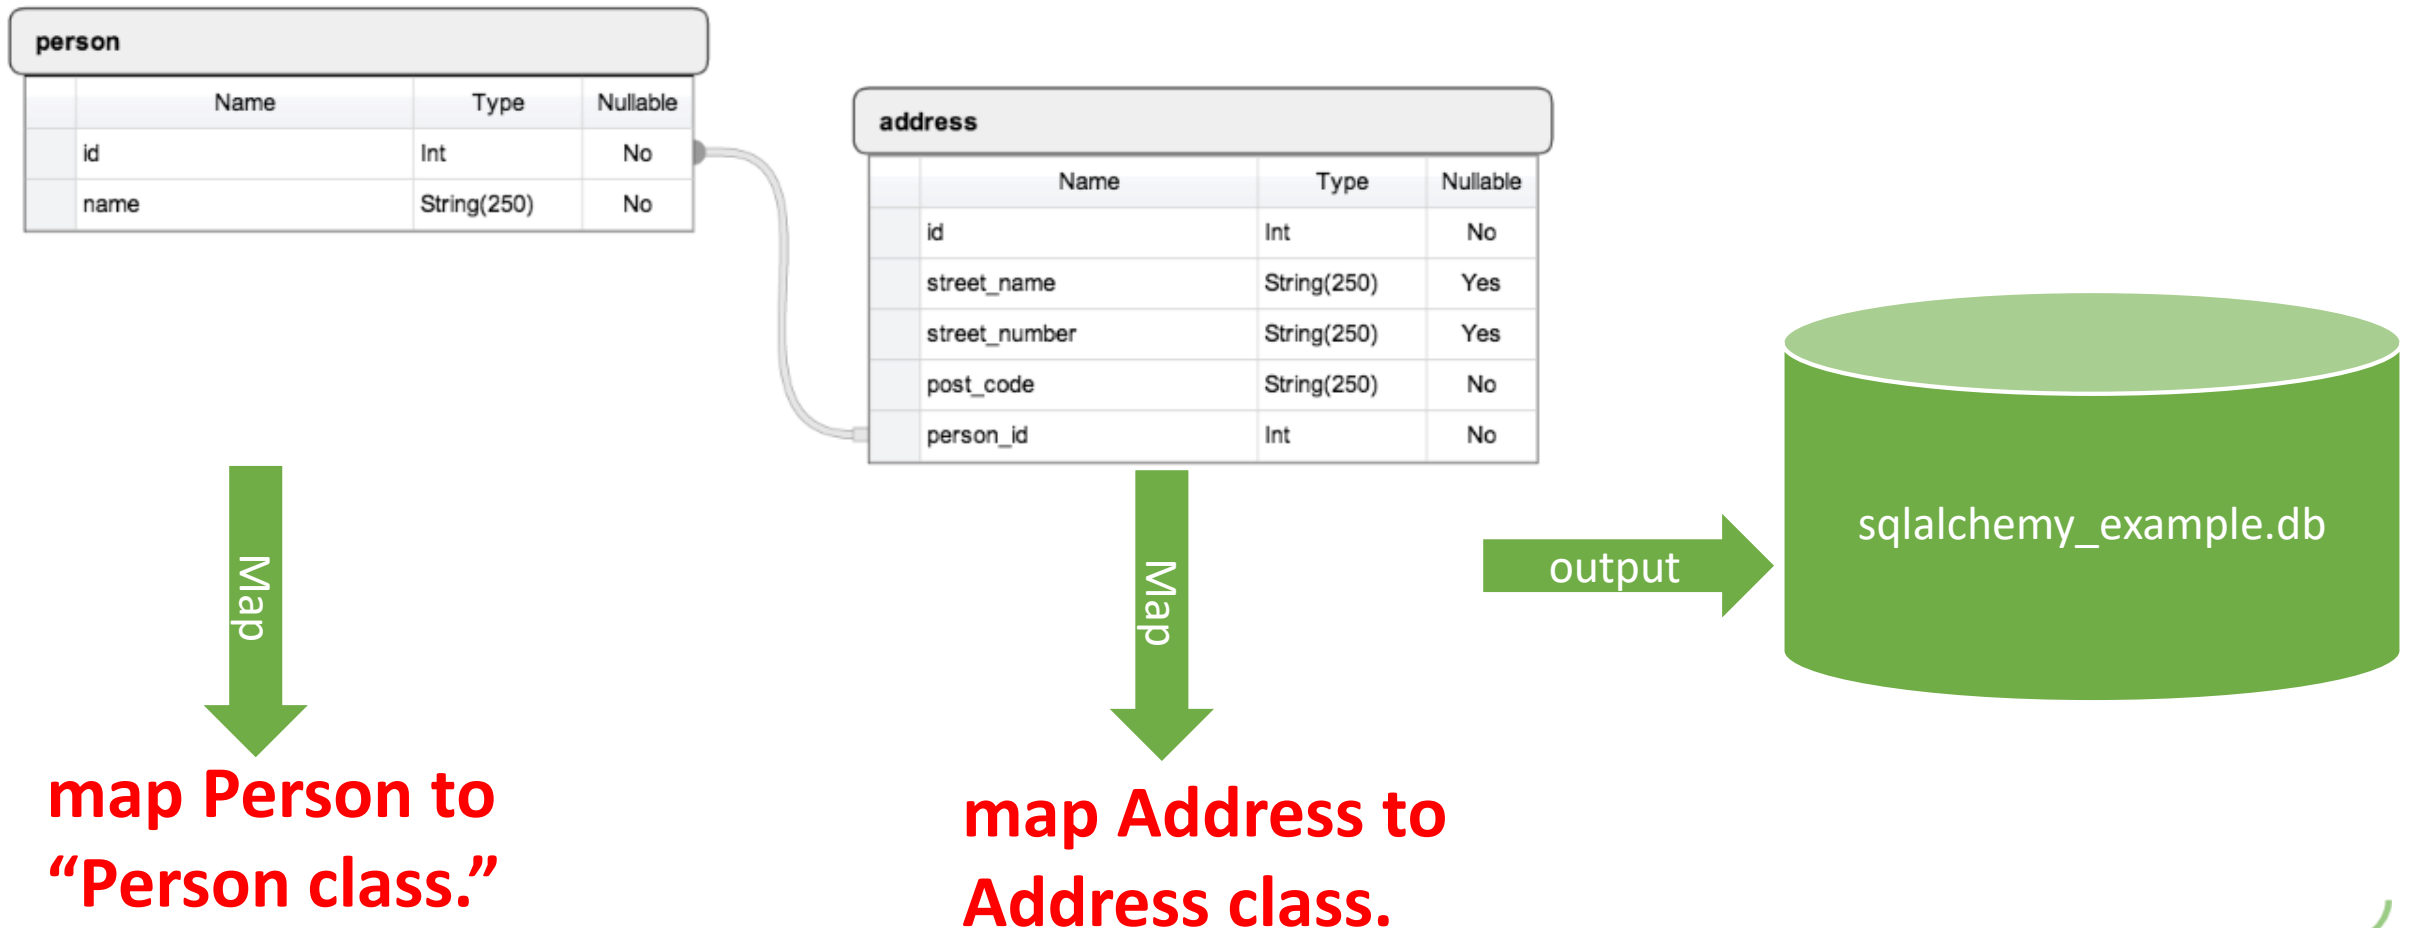 person
Name Type Nullable
id Int No
name String(250) No
address
Name Type Nullable
id Int No
street_name String(250) Yes
street_number String(250) Yes
post_code String(250) No
person_id Int No
Map
Map
output
sqlalchemy_example.db
map Person to
“Person class.”
map Address to
Address class.